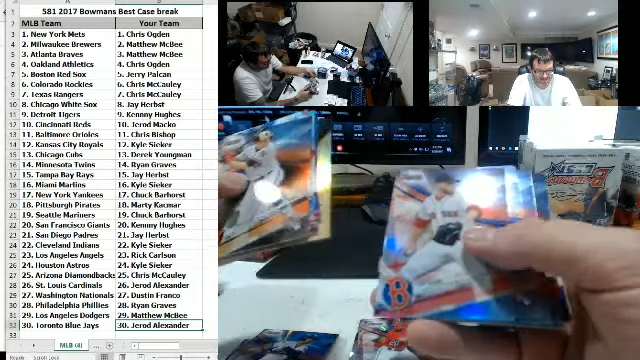 581 2017 Bowmans Best Case break
MLB Team Your Team
1. New York Mets 1. Chris Ogden
2. Milwaukee Brewers 2. Matthew McBee
3. Atlanta Braves 3. Matthew McBee
4. Oakland Athletics 4. Chris Ogden
5. Boston Red Sox 5. Jerry Palcan
6. Colorado Rockies 6. Chris McCauley
7. Texas Rangers 7. Chris McCauley
8. Chicago White Sox 8. Jay Herbst
9. Detroit Tigers 9. Kennny Hughes
10. Cincinnati Reds 10. Jerod Macko
11. Baltimore Orioles 11. Chris Bishop
12. Kansas City Royals 12. Kyle Sieker
13. Chicago Cubs 13. Derek Youngman
14. Minnesota Twins 14. Ryan Graves
15. Tampa Bay Rays 15. Jay Herbst
16. Miami Marlins 16. Kyle Sieker
17. New York Yankees 17. Chuck Barhorst
18. Pittsburgh Pirates 18. Marty Kacmar
19. Seattle Mariners 19. Chuck Barhorst
20. San Francisco Giants 20. Kennny Hughes
21. San Diego Padres 21. Jay Herbst
22. Cleveland Indians 22. Kyle Sieker
23. Los Angeles Angels 23. Rick Carlson
24. Houston Astros 24. Kyle Sieker
25. Arizona Diamondbacks 25. Chris McCauley
26. St. Louis Cardinals 26. Jerod Alexander
27. Washington Nationals 27. Dustin Franco
28. Philadelphia Phillies 28. Ryan Graves
29. Los Angeles Dodgers 29. Matthew McBee
30. Toronto Blue Jays 30. Jerod Alexander
MLB (4)
Ready
Scroll Lock
B